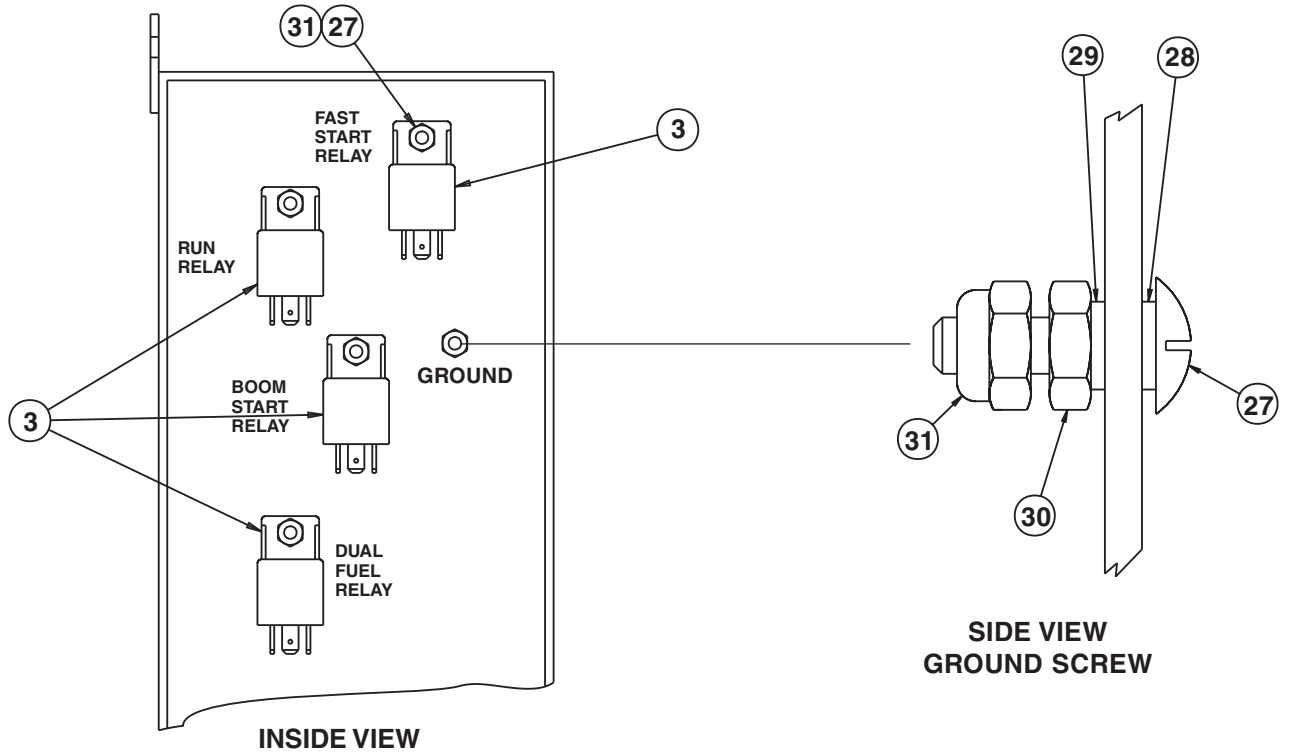 31 27
FAST
START
RELAY
3
RUN
RELAY
BOOM
START
RELAY
GROUND
3
DUAL
FUEL
RELAY
INSIDE VIEW
29
28
27
31
30
SIDE VIEW
GROUND SCREW